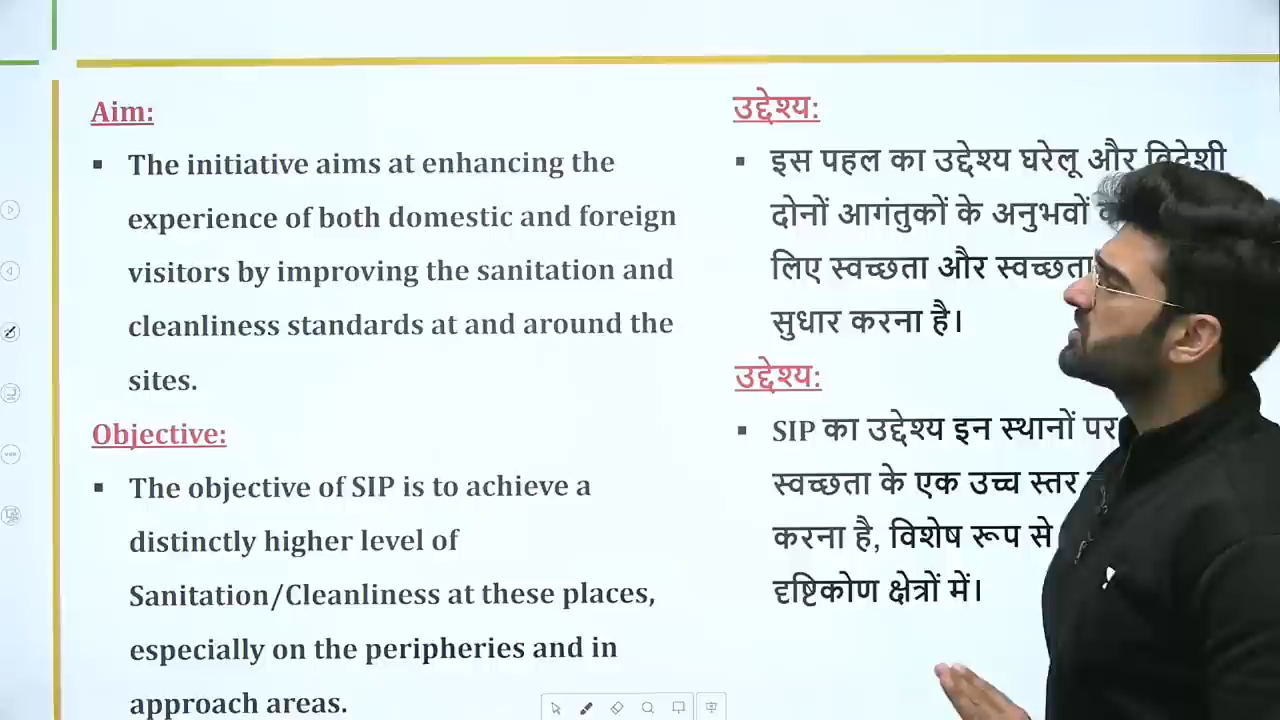 Aim:
▪ The initiative aims at enhancing the
experience of both domestic and foreign
visitors by improving the sanitation and
cleanliness standards at and around the
sites.
Objective:
▪ The objective of SIP is to achieve a
distinctly higher level of
Sanitation/Cleanliness at these places,
especially on the peripheries and in
approach areas.
उद्देश्य:
▪ इस पहल का उद्देश्य घरेलू और विदेशी
दोनों आगंतुकों के अनुभवों
लिए स्वच्छता और स्वच्छता
सुधार करना है।
उद्देश्य:
▪ SIP का उद्देश्य इन स्थानों पर
स्वच्छता के एक उच्च स्तर
करना है, विशेष रूप से
दृष्टिकोण क्षेत्रों में।